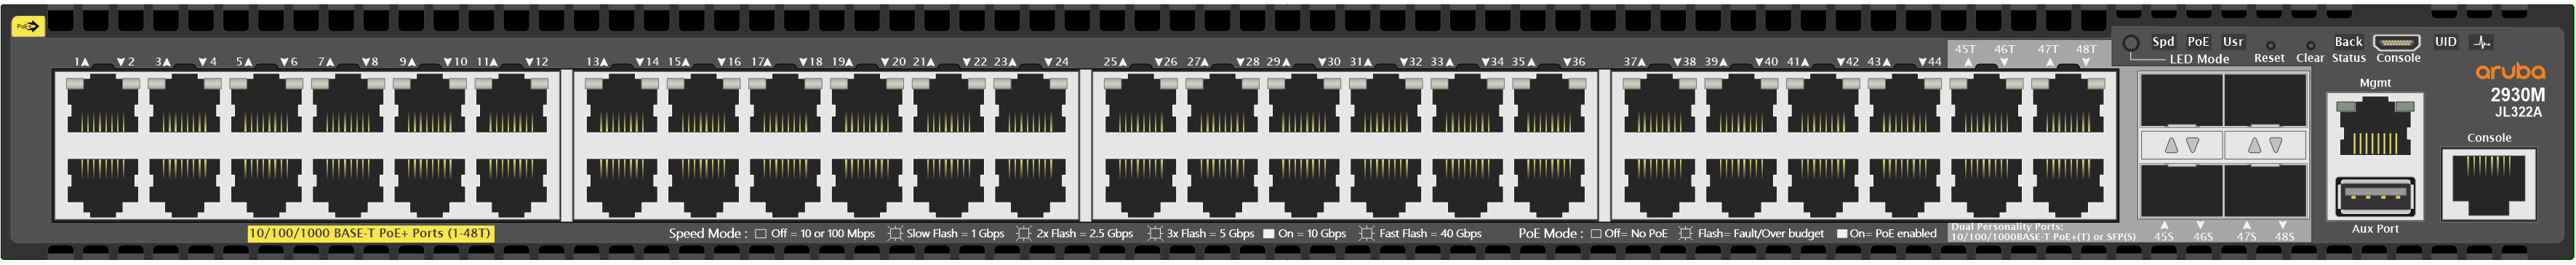 PoE+
1▲ ▼2 3▲ ▼4 5▲ ▼6 7▲ ▼8 9▲ ▼10 11▲ ▼12 13▲ ▼14 15▲ ▼16 17▲ ▼18 19▲ ▼20 21▲ ▼22 23▲ ▼24 25▲ ▼26 27▲ ▼28 29▲ ▼30 31▲ ▼32 33▲ ▼34 35▲ ▼36 37▲ ▼38 39▲ ▼40 41▲ ▼42 43▲ ▼44
45T 46T 47T 48T
▲ ▼ ▲ ▼
Spd PoE Usr
LED Mode
Reset
Clear
Back
Status
Console
UID
aruba
2930M
JL322A
Mgmt
Console
Aux Port
10/100/1000 BASE-T PoE+ Ports (1-48T)
Speed Mode : Off = 10 or 100 Mbps Slow Flash = 1 Gbps 2x Flash = 2.5 Gbps 3x Flash = 5 Gbps On = 10 Gbps Fast Flash = 40 Gbps
PoE Mode : Off= No PoE Flash= Fault/Over budget On= PoE enabled
Dual Personality Ports:
10/100/1000BASE-T PoE+(T) or SFP(S)
▲ ▼ ▲ ▼
45S 46S 47S 48S